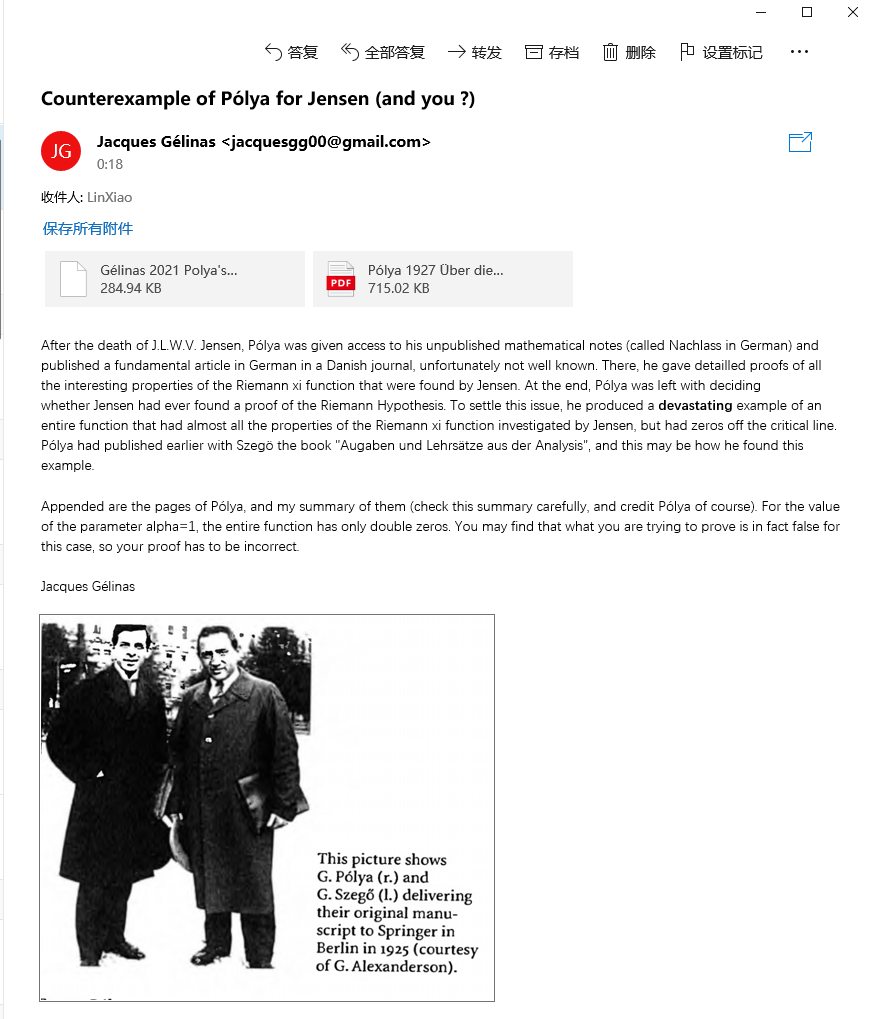 答复 全部答复 转发 存档 删除 设置标记 ...
Counterexample of Pólya for Jensen (and you ?)
JG
Jacques Gélinas <jacquesgg00@gmail.com>
0:18
收件人: LinXiao
保存所有附件
Gélinas 2021 Polya's...
284.94 KB
PDF
Pólya 1927 Über die...
715.02 KB
After the death of J.L.W.V. Jensen, Pólya was given access to his unpublished mathematical notes (called Nachlass in German) and
published a fundamental article in German in a Danish journal, unfortunately not well known. There, he gave detailled proofs of all
the interesting properties of the Riemann xi function that were found by Jensen. At the end, Pólya was left with deciding
whether Jensen had ever found a proof of the Riemann Hypothesis. To settle this issue, he produced a devastating example of an
entire function that had almost all the properties of the Riemann xi function investigated by Jensen, but had zeros off the critical line.
Pólya had published earlier with Szegö the book "Augaben und Lehrsätze aus der Analysis", and this may be how he found this
example.
Appended are the pages of Pólya, and my summary of them (check this summary carefully, and credit Pólya of course). For the value
of the parameter alpha=1, the entire function has only double zeros. You may find that what you are trying to prove is in fact false for
this case, so your proof has to be incorrect.
Jacques Gélinas
This picture shows
G. Pólya (r.) and
G. Szegő (l.) delivering
their original manu-
script to Springer in
Berlin in 1925 (courtesy
of G. Alexanderson).